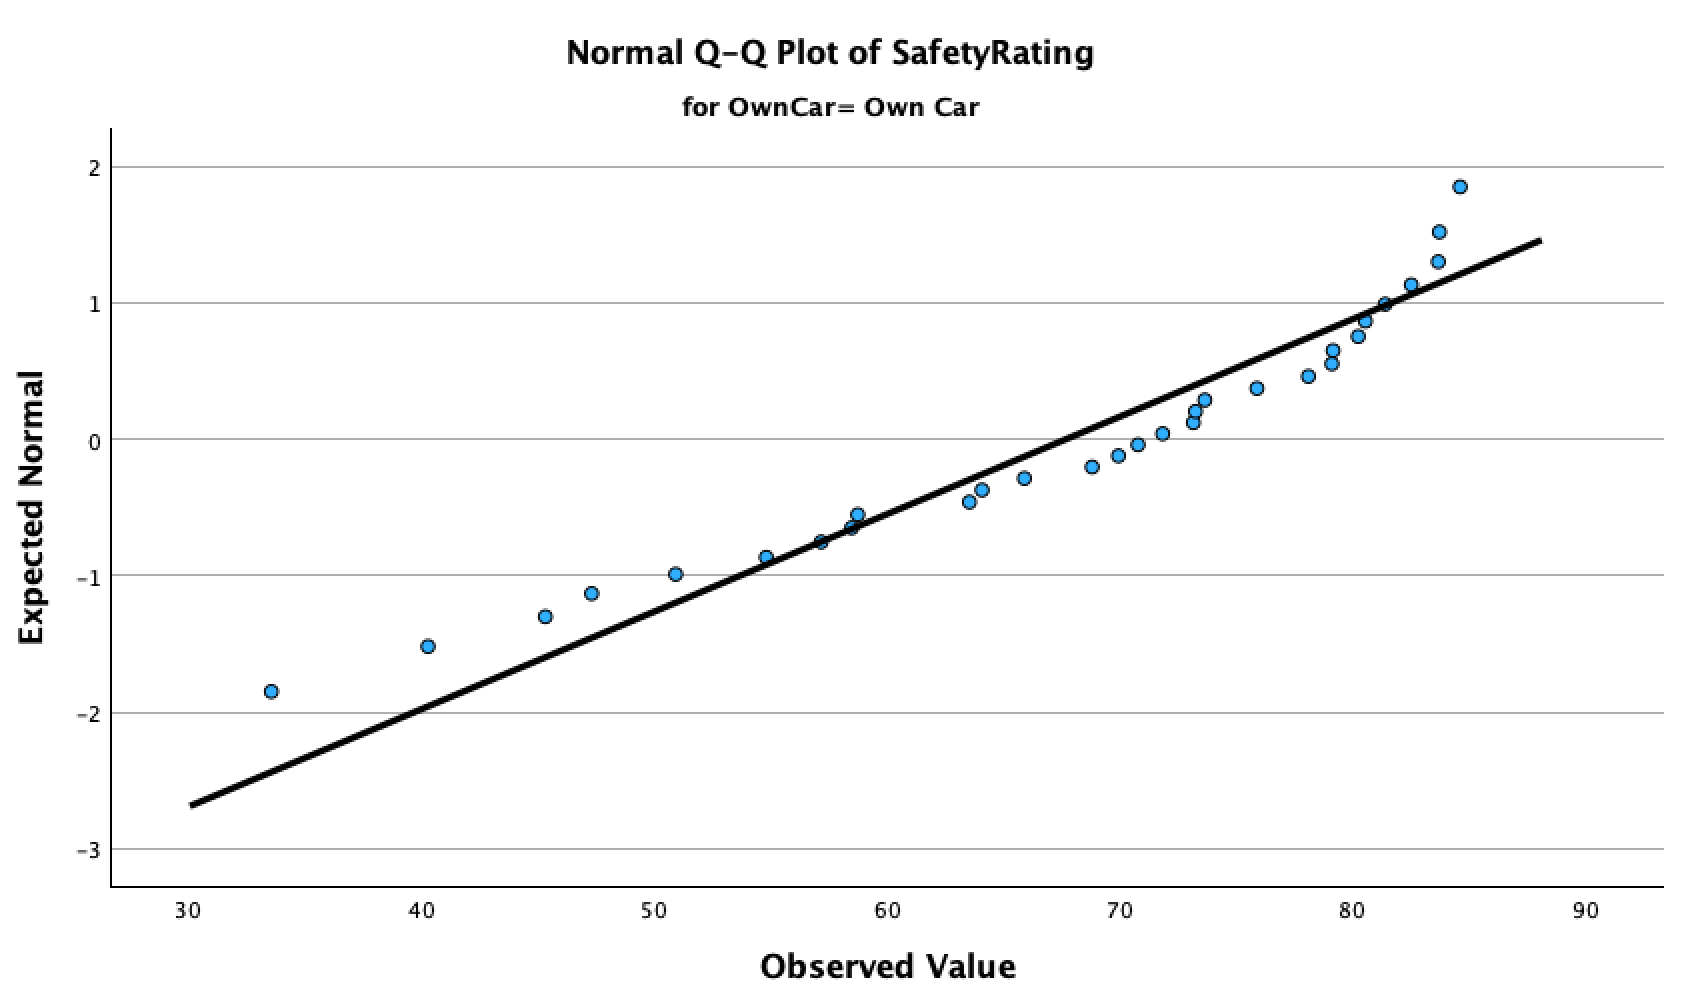 Normal Q-Q Plot of SafetyRating
for OwnCar= Own Car
Expected Normal
2
1
0
-1
-2
-3
30 40 50 60 70 80 90
Observed Value